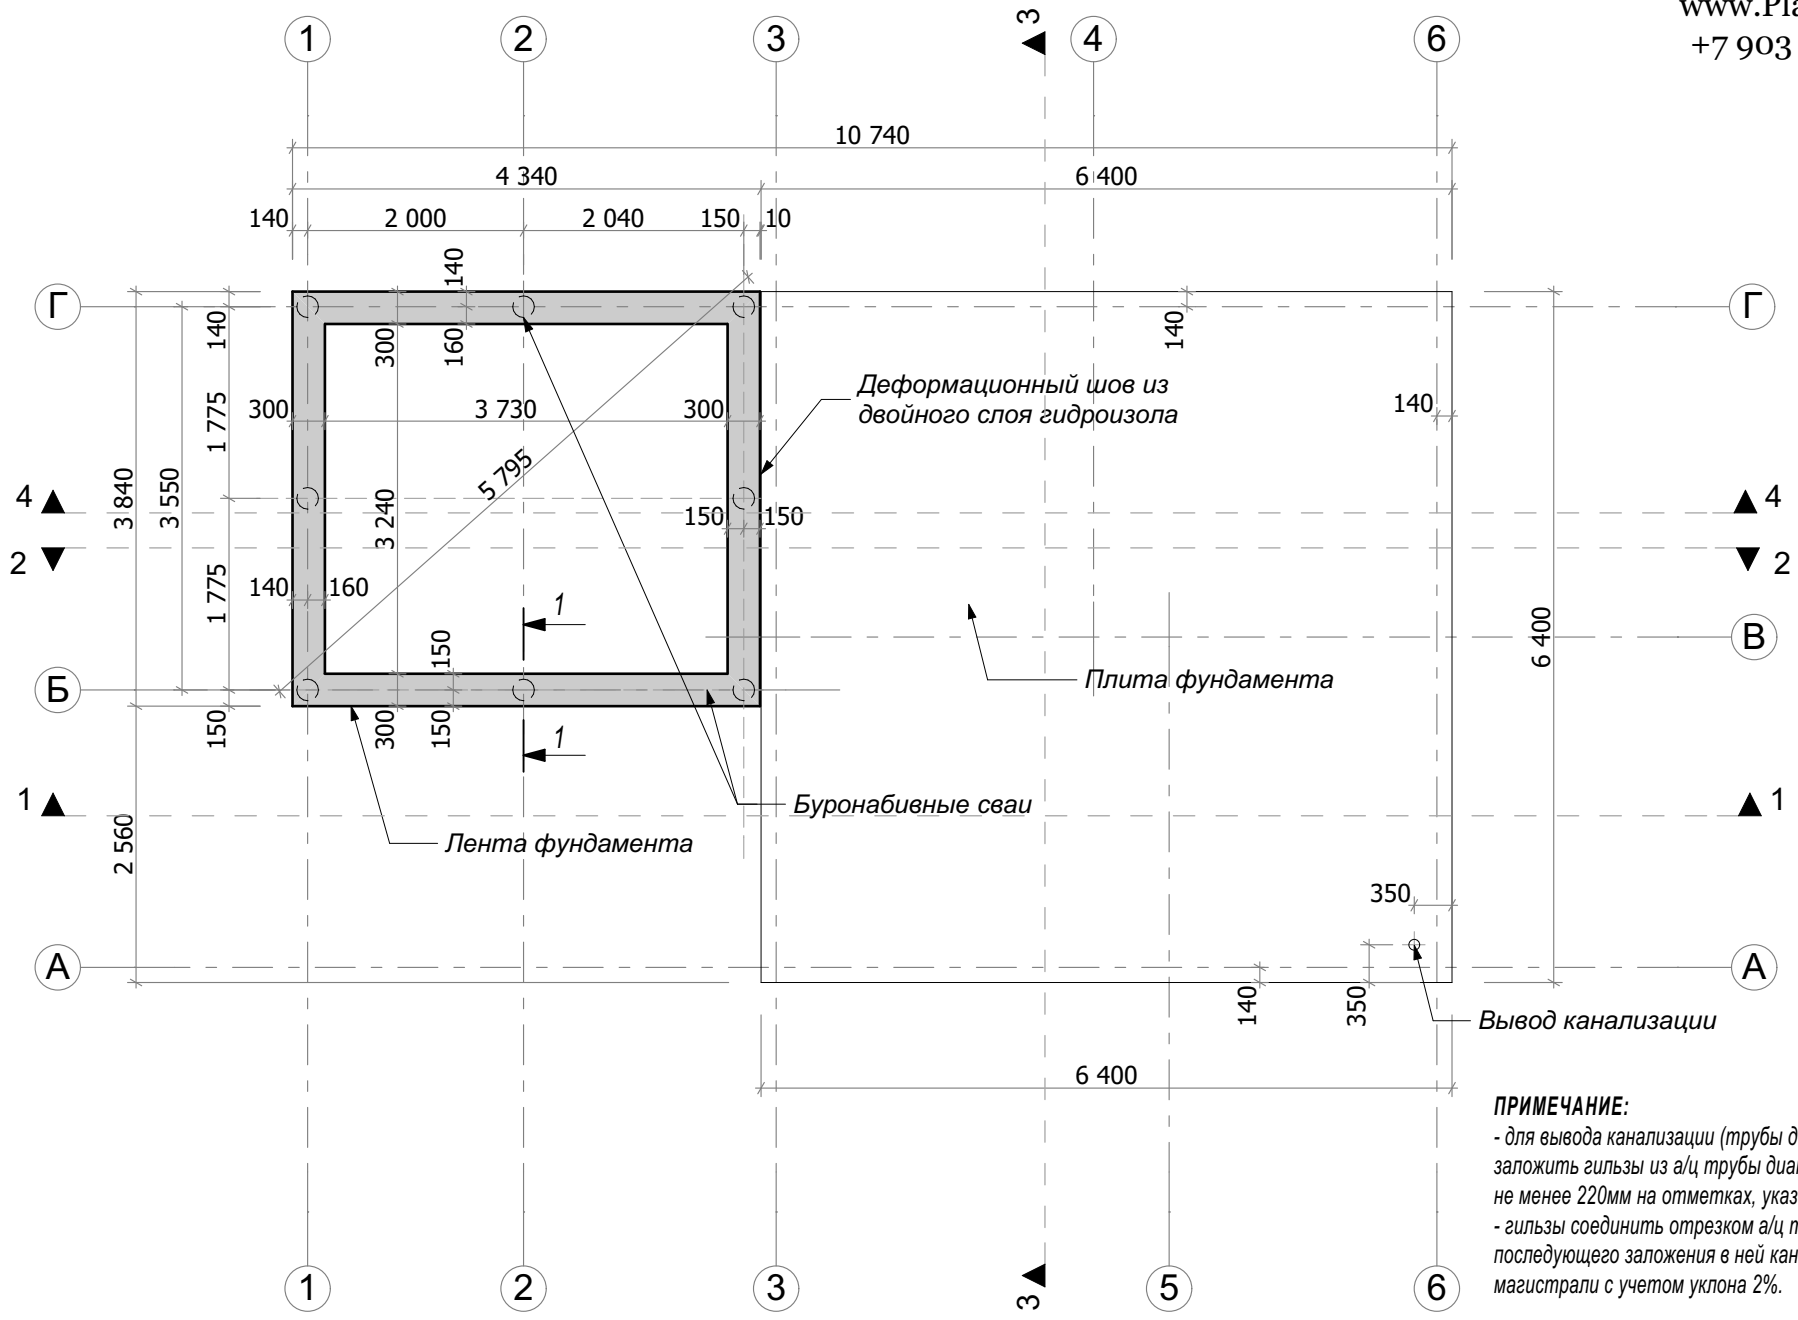 www.Pla
+7 903
1 2 3 3 4 6
10 740
4 340 6 400
140 2 000 2 040 150 10
140
Г Г
140 300 160 140
Деформационный шов из
двойного слоя гидроизола
300 3 730 300 140
1 775
5 795
3 840 3 550 3 240
4 4
150 150
2 2
1 775
140 160
1
6 400
В
150
Плита фундамента
Б
150 300 150
1
1 1
Буронабивные сваи
2 560
Лента фундамента
350
А А
140 350
Вывод канализации
6 400
ПРИМЕЧАНИЕ:
- для вывода канализации (трубы д
заложить гильзы из а/ц трубы диа
не менее 220мм на отметках, указ
- гильзы соединить отрезком а/ц т
последующего заложения в ней кан
магистрали с учетом уклона 2%.
1 2 3 3 5 6